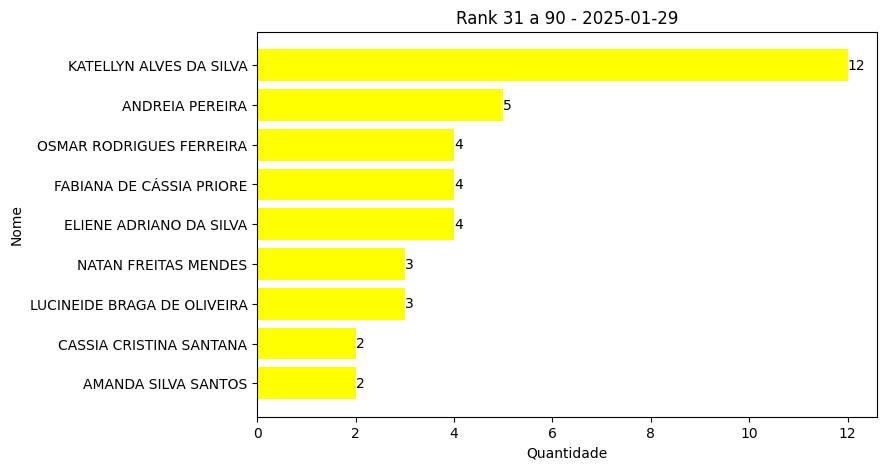 Rank 31 a 90 - 2025-01-29
KATELLYN ALVES DA SILVA 12
ANDREIA PEREIRA 5
OSMAR RODRIGUES FERREIRA 4
FABIANA DE CÁSSIA PRIORE 4
ELIENE ADRIANO DA SILVA 4
NATAN FREITAS MENDES 3
LUCINEIDE BRAGA DE OLIVEIRA 3
CASSIA CRISTINA SANTANA 2
AMANDA SILVA SANTOS 2
Nome
0 2 4 6 8 10 12
Quantidade